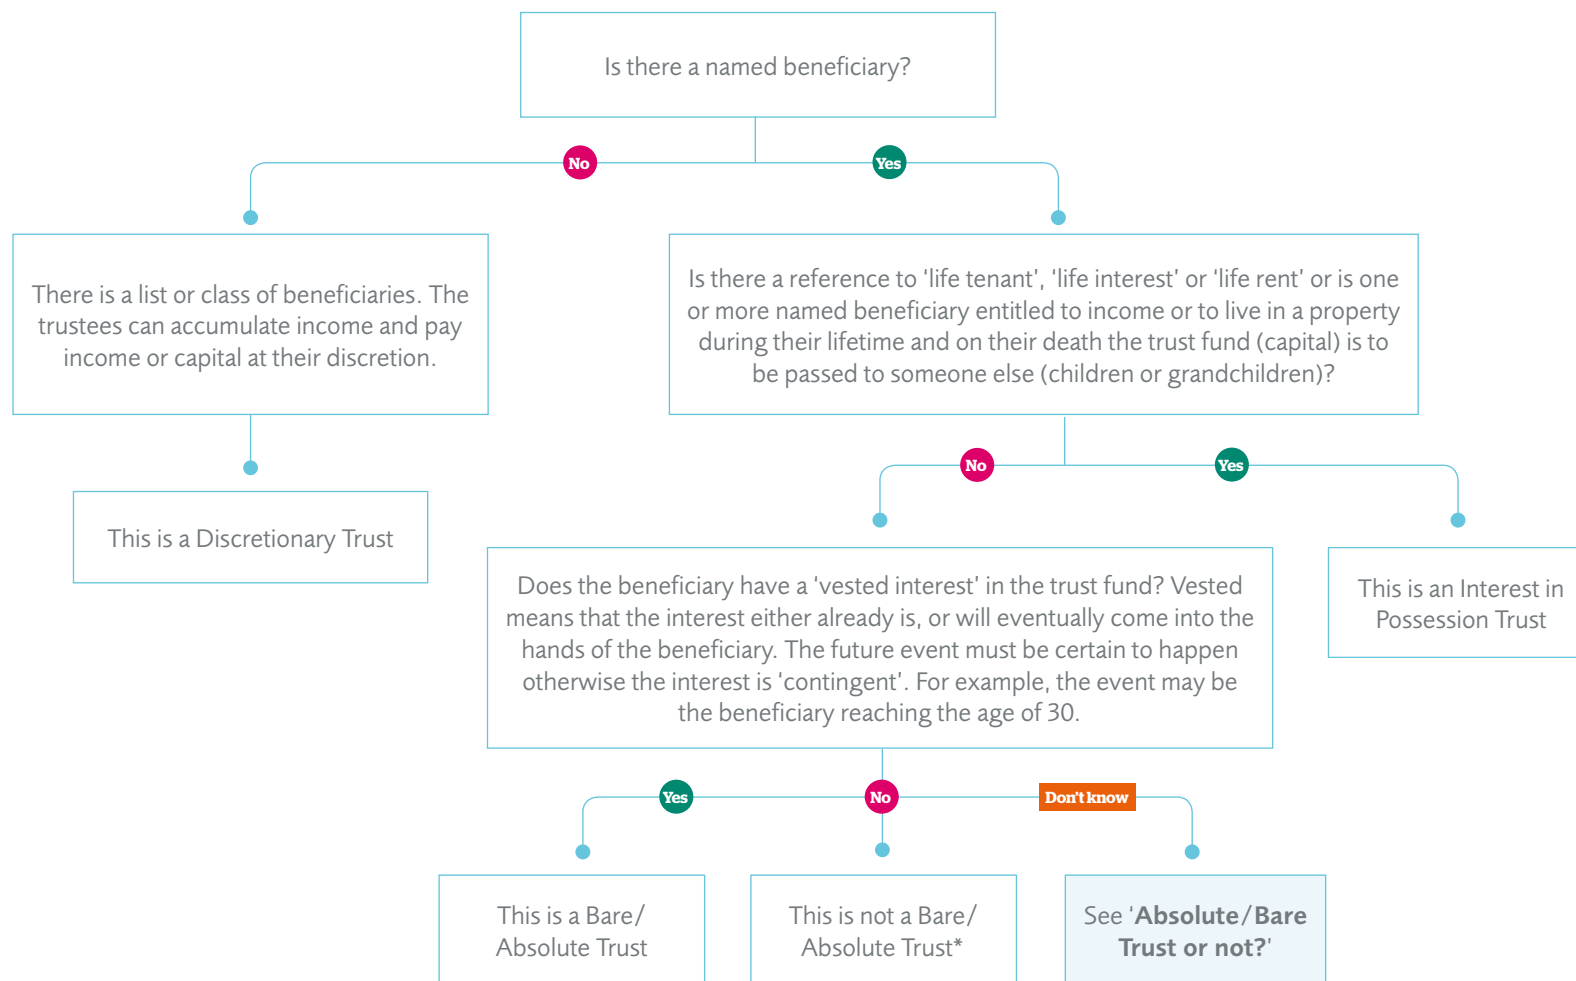 Is there a named beneficiary?
No
Yes
There is a list or class of beneficiaries. The
trustees can accumulate income and pay
income or capital at their discretion.
Is there a reference to ‘life tenant’, ‘life interest’ or ‘life rent’ or is one
or more named beneficiary entitled to income or to live in a property
during their lifetime and on their death the trust fund (capital) is to
be passed to someone else (children or grandchildren)?
This is a Discretionary Trust
No
Yes
Does the beneficiary have a ‘vested interest’ in the trust fund? Vested
means that the interest either already is, or will eventually come into the
hands of the beneficiary. The future event must be certain to happen
otherwise the interest is ‘contingent’. For example, the event may be
the beneficiary reaching the age of 30.
This is an Interest in
Possession Trust
Yes
No
Don't know
This is a Bare/
Absolute Trust
This is not a Bare/
Absolute Trust*
See ‘Absolute/Bare
Trust or not?’